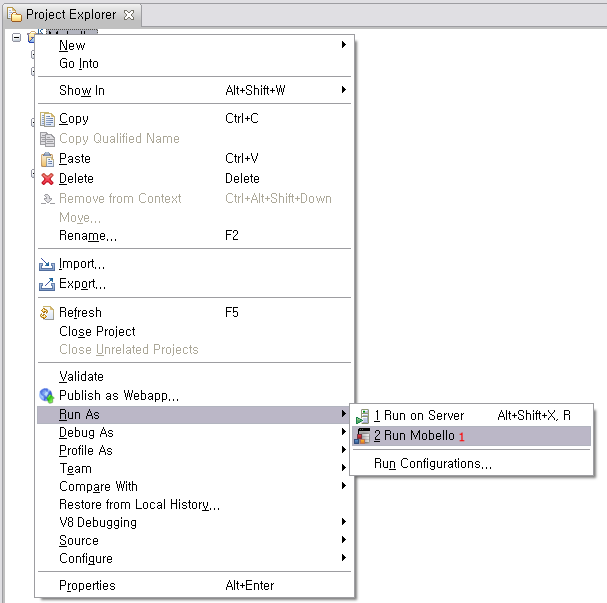 Project Explorer
New
Go Into
Show In Alt+Shift+W
Copy Ctrl+C
Copy Qualified Name
Paste Ctrl+V
Delete Delete
Remove from Context Ctrl+Alt+Shift+Down
Move...
Rename... F2
Import...
Export...
Refresh F5
Close Project
Close Unrelated Projects
Validate
Publish as Webapp...
Run As
1 Run on Server Alt+Shift+X, R
2 Run Mobello 1
Run Configurations...
Debug As
Profile As
Team
Compare With
Restore from Local History...
V8 Debugging
Source
Configure
Properties Alt+Enter